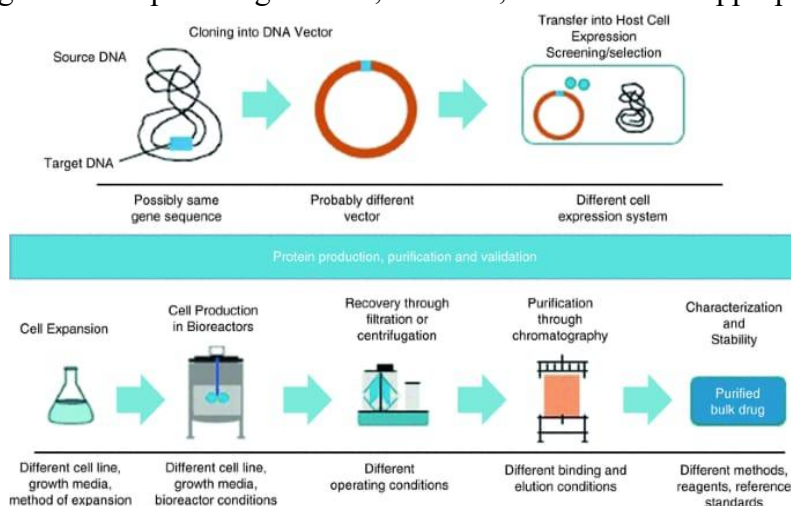 Cloning into DNA Vector
Transfer into Host Cell
Expression
Screening/selection
Source DNA
Target DNA
Possibly same
gene sequence
Probably different
vector
Different cell
expression system
Protein production, purification and validation
Cell Expansion
Cell Production
in Bioreactors
Recovery through
filtration or
centrifugation
Purification
through
chromatography
Characterization
and
Stability
Purified
bulk drug
Different cell line,
growth media,
method of expansion
Different cell line,
growth media,
bioreactor conditions
Different
operating conditions
Different binding and
elution conditions
Different methods,
reagents, reference
standards